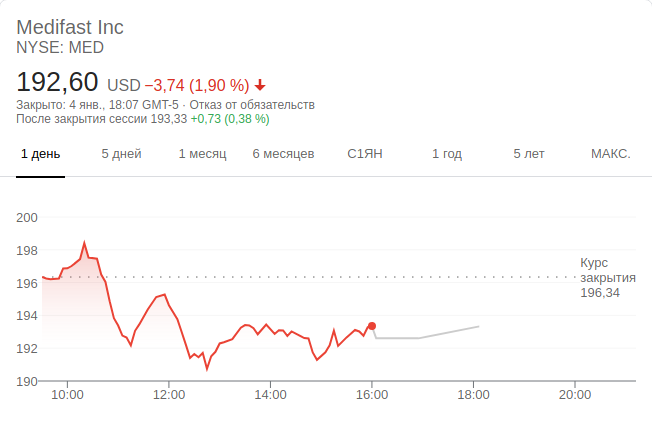 Medifast Inc
NYSE: MED
192,60 USD −3,74 (1,90 %)
Закрыто: 4 янв., 18:07 GMT-5 · Отказ от обязательств
После закрытия сессии 193,33 +0,73 (0,38 %)
1 день 5 дней 1 месяц 6 месяцев С1ЯН 1 год 5 лет МАКС.
200
198
196
194
192
190
Курс
закрытия
196,34
10:00 12:00 14:00 16:00 18:00 20:00